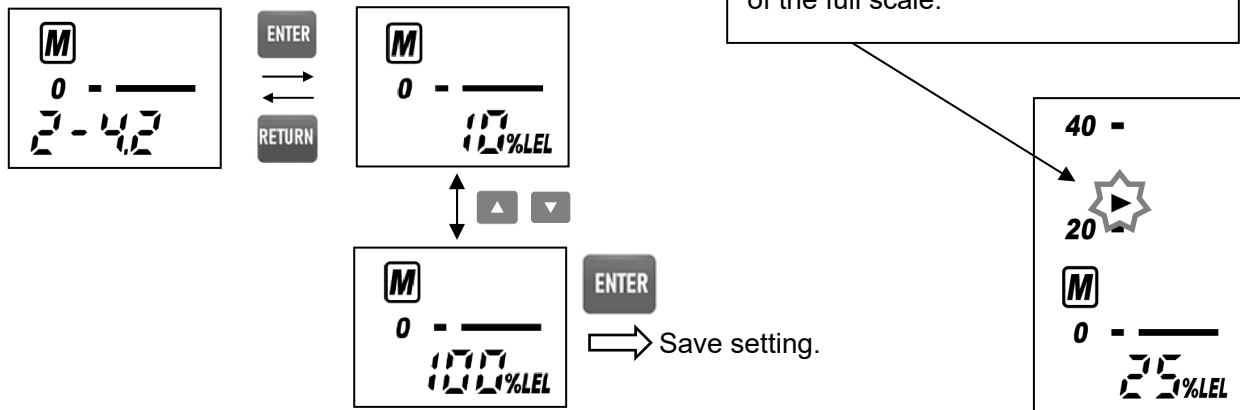 of the full scale.
M
0
2-4.2
ENTER
RETURN
M
0
10%LEL
M
0
100%LEL
ENTER
Save setting.
40
20
M
0
25%LEL